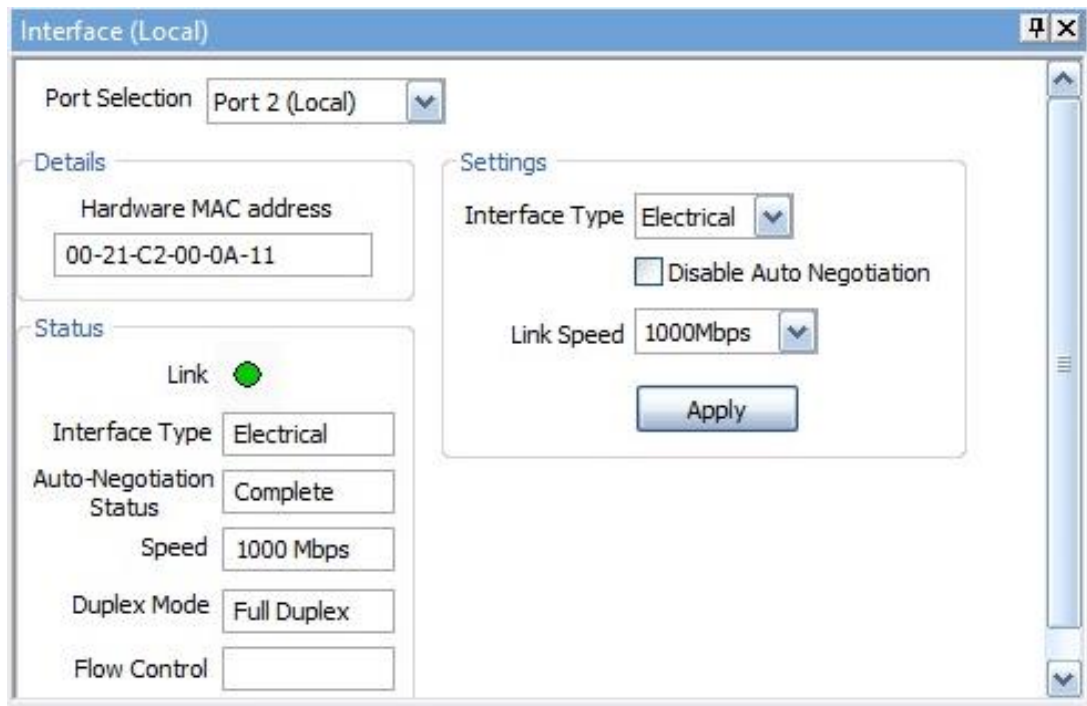 Interface (Local)
Port Selection Port 2 (Local)
Details
Hardware MAC address
00-21-C2-00-0A-11
Settings
Interface Type Electrical
Disable Auto Negotiation
Link Speed 1000Mbps
Apply
Status
Link
Interface Type Electrical
Auto-Negotiation
Status
Complete
Speed 1000 Mbps
Duplex Mode Full Duplex
Flow Control